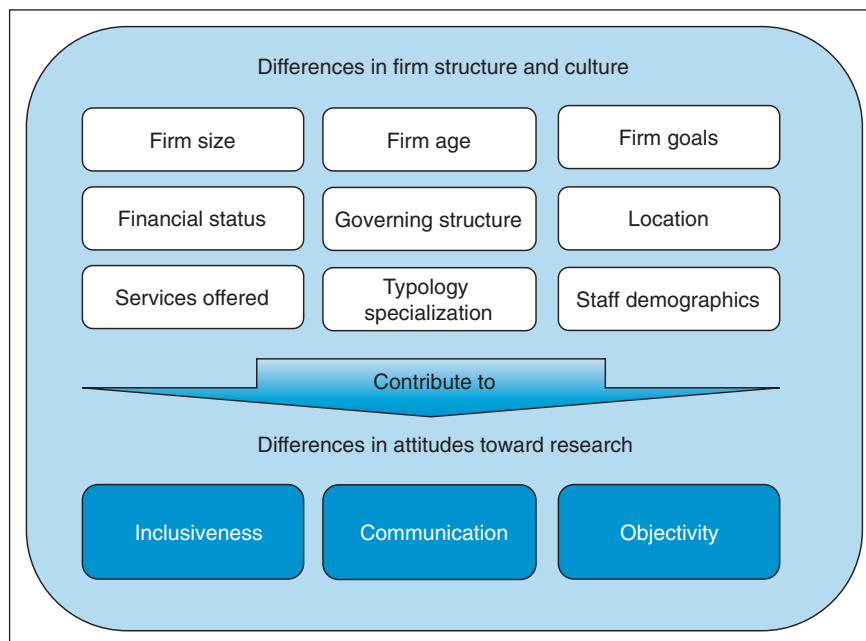 Differences in firm structure and culture
Firm size
Firm age
Firm goals
Financial status
Governing structure
Location
Services offered
Typology
specialization
Staff demographics
Contribute to
Differences in attitudes toward research
Inclusiveness
Communication
Objectivity